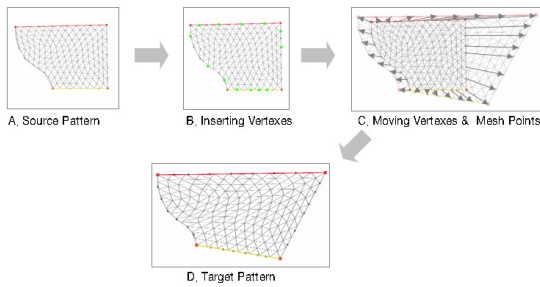 A, Source Pattern
B, Inserting Vertexes
C, Moving Vertexes & Mesh Points
D, Target Pattern